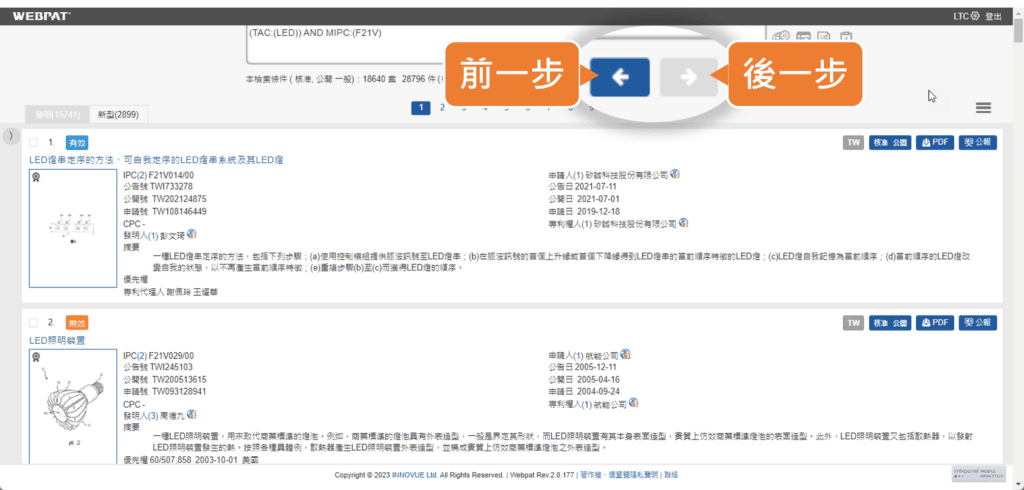 WEBPAT
LTC 登出
(TAC:(LED)) AND MIPC:(F21V)
前一步
後一步
本檢索條件 ( 核准, 公開 一般) : 18640 案 28796 件
1 2
發明(15741) 新型(2899)
1. 有效 TW 核准 公開 PDF 公報
LED燈串定序的方法、可自我定序的LED燈串系統及其LED燈
IPC(2) F21V014/00 申請人(1) 矽誠科技股份有限公司
公告號 TWI733278 公告日 2021-07-11
公開號 TW202124875 公開日 2021-07-01
申請號 TW108146449 申請日 2019-12-18
CPC - 專利權人(1) 矽誠科技股份有限公司
發明人(1) 彭文琦
摘要
一種LED燈串定序的方法，包括下列步驟：(a)使用控制模組提供脈波訊號至LED燈串；(b)在脈波訊號的首個上升緣或首個下降緣得到LED燈串的當前順序特徵的LED燈；(c)LED燈自我記憶為當前順序；(d)當前順序的LED燈改
變自我的狀態，以不再產生當前順序特徵；(e)重複步驟(b)至(c)而獲得LED燈的順序。
優先權
專利代理人 謝佩玲 王耀華
2. 無效 TW 核准 公開 PDF 公報
LED照明裝置
IPC(2) F21V029/00 申請人(1) 航能公司
公告號 TWI245103 公告日 2005-12-11
公開號 TW200513615 公開日 2005-04-16
申請號 TW093128941 申請日 2004-09-24
CPC - 專利權人(1) 航能公司
發明人(3) 周德九
摘要
一種LED照明裝置，用來取代商業標準的燈泡，例如，商業標準的燈泡具有外表造型，一般是界定其形狀，而LED照明裝置有其本身表面造型，實質上仿效商業標準燈泡的表面造型，此外，LED照明裝置又包括散熱器，以發射
LED照明裝置發生的熱，按照各種具體例，散熱器產生LED照明裝置外表造型，並構成實質上仿效商業標準燈泡之外表造型。
優先權 60/507,858 2003-10-01 美國
Copyright © 2023 INNOVUE Ltd. All Rights Reserved. | Webpat Rev.2.0.177 | 著作權、信賞隨隱私聲明 | 聯絡